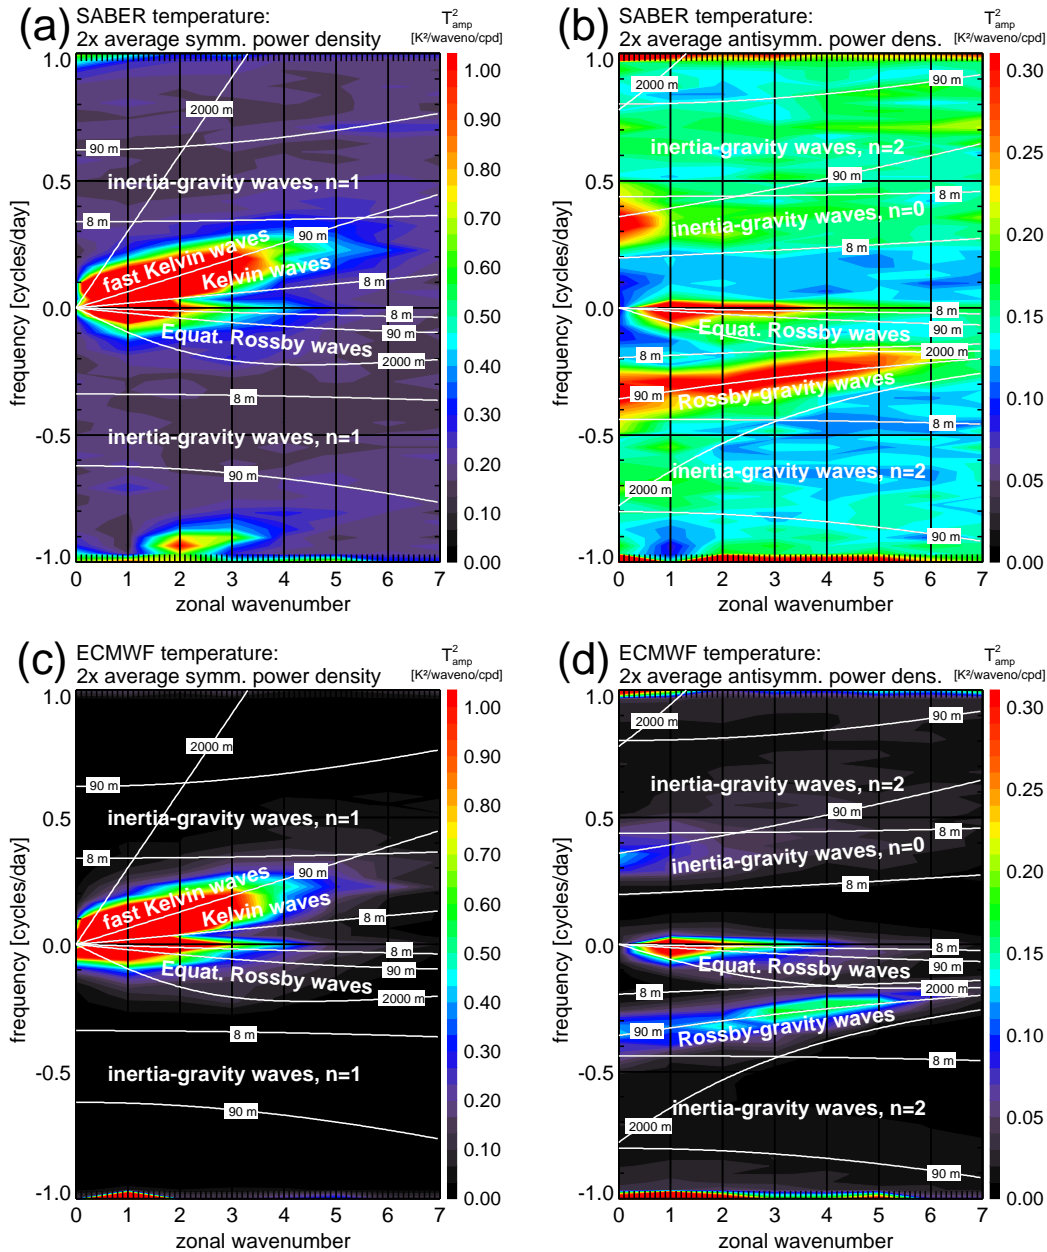 (a)
SABER temperature:
2x average symm. power density
T²amp
[K²/waveno/cpd]
frequency [cycles/day]
1.0
0.5
0.0
-0.5
-1.0
2000 m
90 m
inertia-gravity waves, n=1
8 m
fast Kelvin waves
90 m
Kelvin waves
8 m
8 m
90 m
Equat. Rossby waves
2000 m
8 m
inertia-gravity waves, n=1
90 m
0 1 2 3 4 5 6 7
zonal wavenumber
1.00
0.90
0.80
0.70
0.60
0.50
0.40
0.30
0.20
0.10
0.00
(b)
SABER temperature:
2x average antisymm. power dens.
T²amp
[K²/waveno/cpd]
frequency [cycles/day]
1.0
0.5
0.0
-0.5
-1.0
2000 m
90 m
inertia-gravity waves, n=2
90 m
8 m
inertia-gravity waves, n=0
8 m
8 m
90 m
Equat. Rossby waves
8 m
2000 m
90 m
Rossby-gravity waves
8 m
inertia-gravity waves, n=2
2000 m
90 m
0 1 2 3 4 5 6 7
zonal wavenumber
0.30
0.25
0.20
0.15
0.10
0.05
0.00
(c)
ECMWF temperature:
2x average symm. power density
T²amp
[K²/waveno/cpd]
frequency [cycles/day]
1.0
0.5
0.0
-0.5
-1.0
2000 m
90 m
inertia-gravity waves, n=1
8 m
fast Kelvin waves
90 m
Kelvin waves
8 m
8 m
90 m
Equat. Rossby waves
2000 m
8 m
inertia-gravity waves, n=1
90 m
0 1 2 3 4 5 6 7
zonal wavenumber
1.00
0.90
0.80
0.70
0.60
0.50
0.40
0.30
0.20
0.10
0.00
(d)
ECMWF temperature:
2x average antisymm. power dens.
T²amp
[K²/waveno/cpd]
frequency [cycles/day]
1.0
0.5
0.0
-0.5
-1.0
2000 m
90 m
inertia-gravity waves, n=2
90 m
8 m
inertia-gravity waves, n=0
8 m
8 m
90 m
Equat. Rossby waves
8 m
2000 m
90 m
Rossby-gravity waves
8 m
inertia-gravity waves, n=2
2000 m
90 m
0 1 2 3 4 5 6 7
zonal wavenumber
0.30
0.25
0.20
0.15
0.10
0.05
0.00